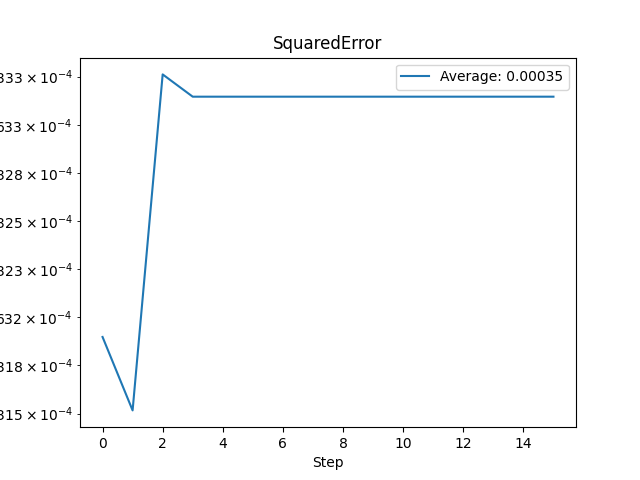 SquaredError
Average: 0.00035
333 × 10⁻⁴
633 × 10⁻⁴
328 × 10⁻⁴
325 × 10⁻⁴
323 × 10⁻⁴
632 × 10⁻⁴
318 × 10⁻⁴
315 × 10⁻⁴
0 2 4 6 8 10 12 14
Step